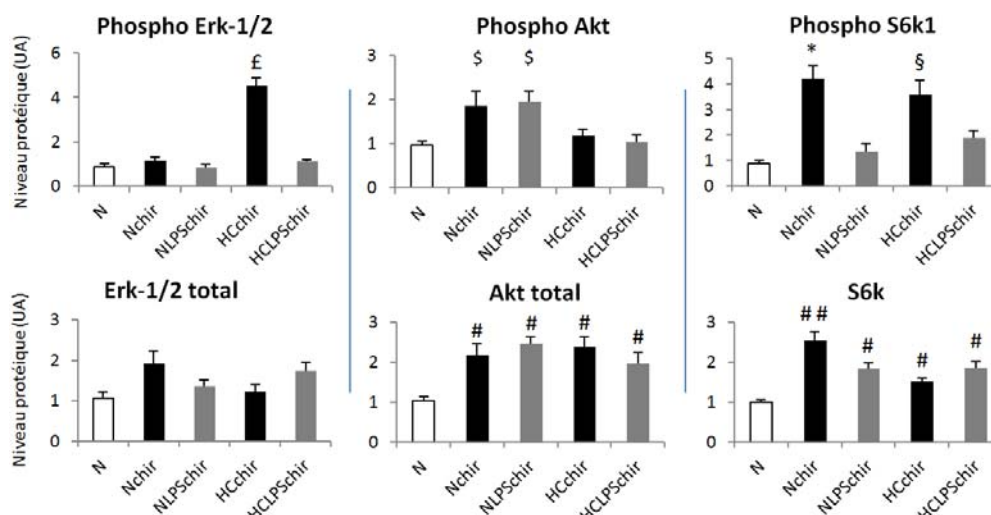 Phospho Erk-1/2
Niveau protéique (UA)
6
4
2
0
£
N
Nchir
NLPSchir
HCchir
HCLPSchir
Phospho Akt
3
2
1
0
$ $
N
Nchir
NLPSchir
HCchir
HCLPSchir
Phospho S6k1
5
4
3
2
1
0
* §
N
Nchir
NLPSchir
HCchir
HCLPSchir
Erk-1/2 total
Niveau protéique (UA)
3
2
1
0
N
Nchir
NLPSchir
HCchir
HCLPSchir
Akt total
3
2
1
0
# # # #
N
Nchir
NLPSchir
HCchir
HCLPSchir
S6k
3
2
1
0
## # # #
N
Nchir
NLPSchir
HCchir
HCLPSchir